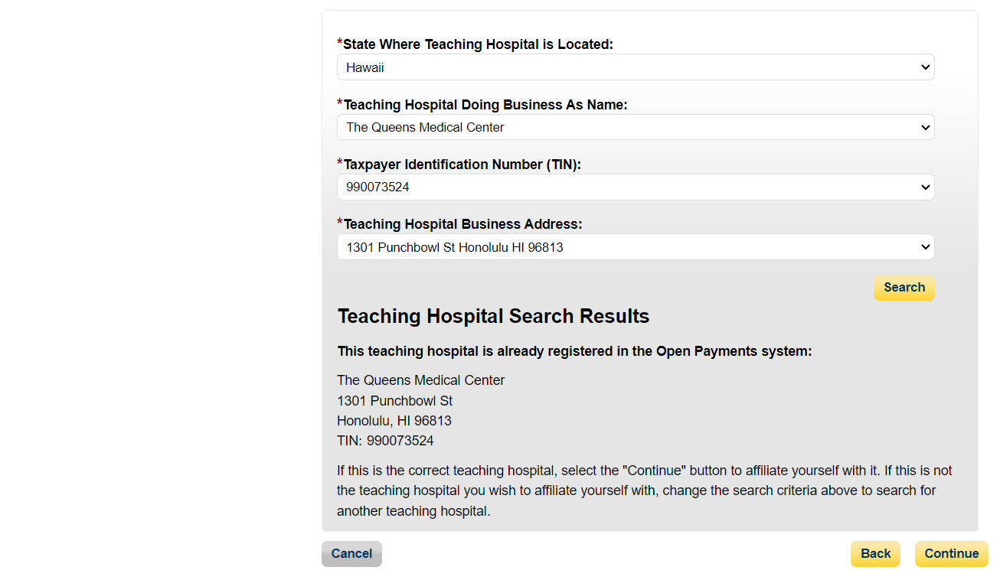 *State Where Teaching Hospital is Located:
Hawaii
*Teaching Hospital Doing Business As Name:
The Queens Medical Center
*Taxpayer Identification Number (TIN):
990073524
*Teaching Hospital Business Address:
1301 Punchbowl St Honolulu HI 96813
Search
Teaching Hospital Search Results
This teaching hospital is already registered in the Open Payments system:
The Queens Medical Center
1301 Punchbowl St
Honolulu, HI 96813
TIN: 990073524
If this is the correct teaching hospital, select the "Continue" button to affiliate yourself with it. If this is not
the teaching hospital you wish to affiliate yourself with, change the search criteria above to search for
another teaching hospital.
Cancel Back Continue